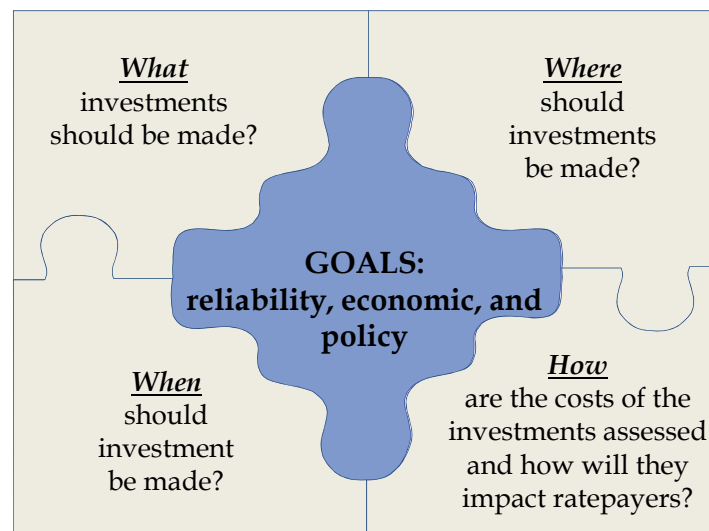 What
investments
should be made?
Where
should
investments
be made?
GOALS:
reliability, economic, and
policy
When
should
investment
be made?
How
are the costs of the
investments assessed
and how will they
impact ratepayers?